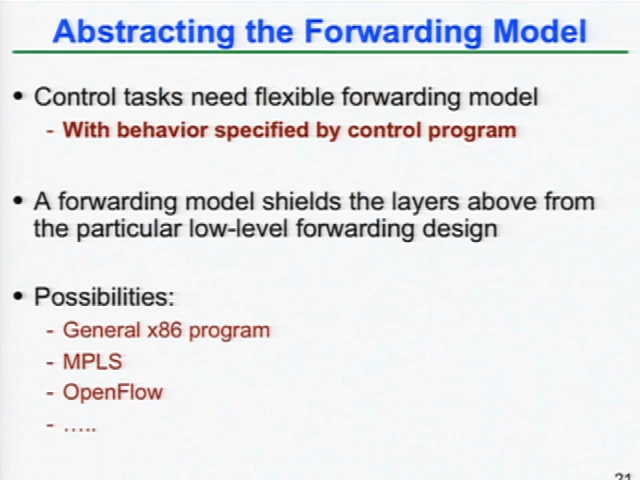 Abstracting the Forwarding Model
• Control tasks need flexible forwarding model
- With behavior specified by control program
• A forwarding model shields the layers above from
the particular low-level forwarding design
• Possibilities:
- General x86 program
- MPLS
- OpenFlow
- …..
21